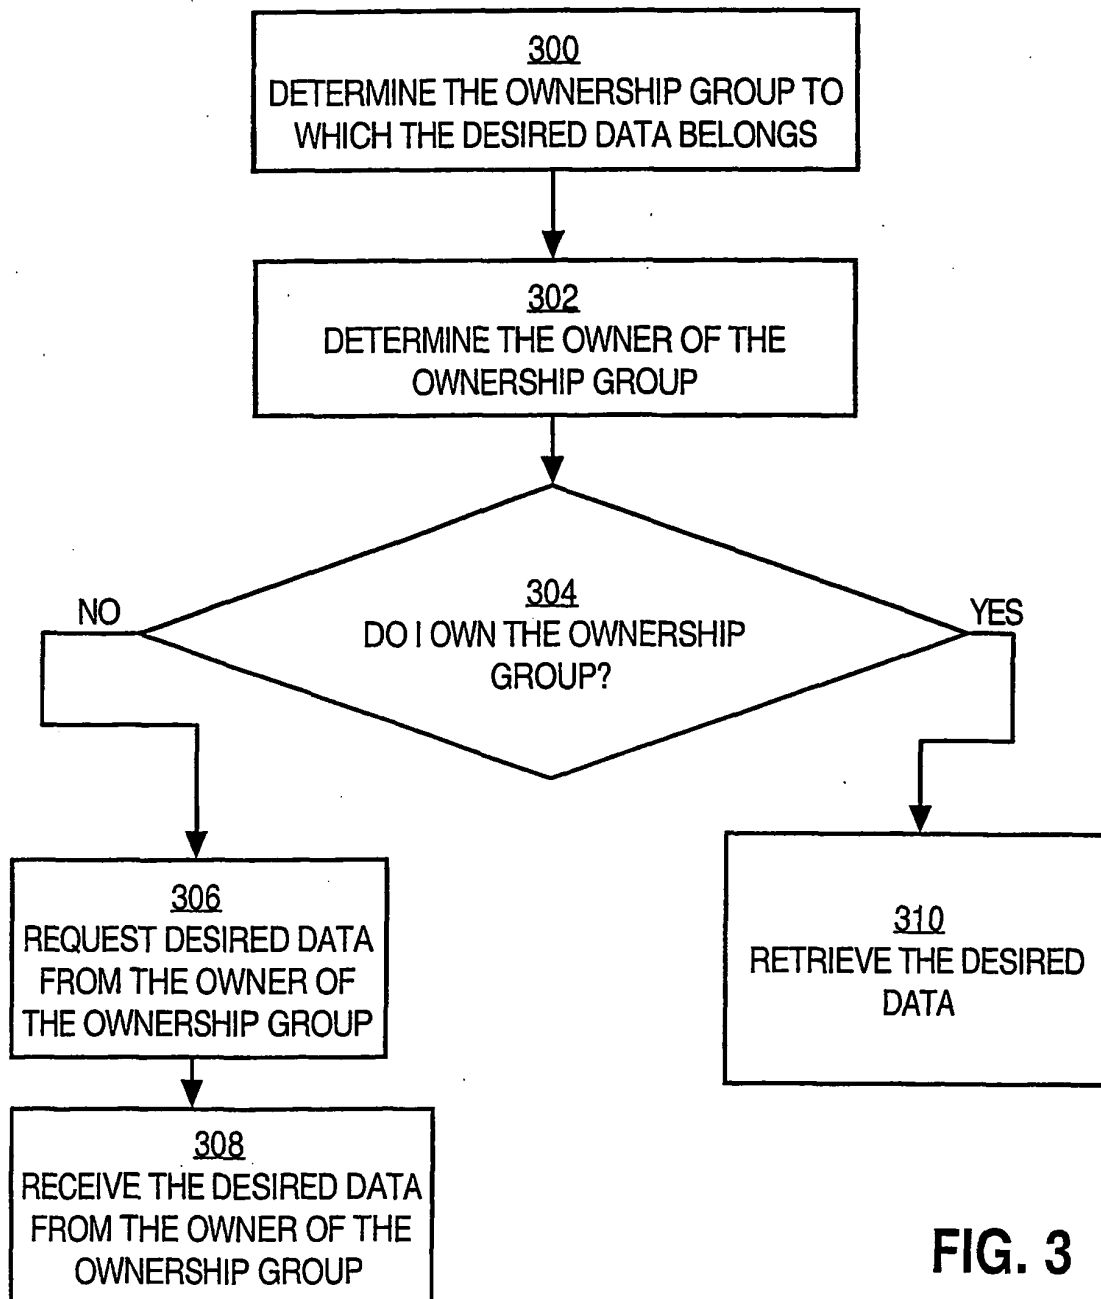 300
DETERMINE THE OWNERSHIP GROUP TO
WHICH THE DESIRED DATA BELONGS
302
DETERMINE THE OWNER OF THE
OWNERSHIP GROUP
304
DO I OWN THE OWNERSHIP
GROUP?
NO
YES
306
REQUEST DESIRED DATA
FROM THE OWNER OF
THE OWNERSHIP GROUP
310
RETRIEVE THE DESIRED
DATA
308
RECEIVE THE DESIRED DATA
FROM THE OWNER OF THE
OWNERSHIP GROUP
FIG. 3